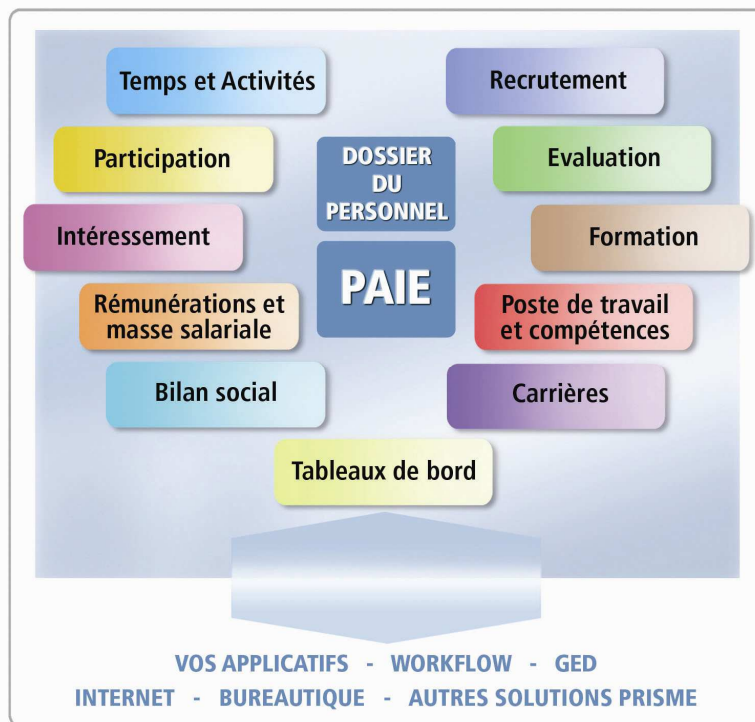 Temps et Activités
Recrutement
Participation
DOSSIER
DU
PERSONNEL
Evaluation
Intéressement
Formation
PAIE
Rémunérations et
masse salariale
Poste de travail
et compétences
Bilan social
Carrières
Tableaux de bord
VOS APPLICATIFS - WORKFLOW - GED
INTERNET - BUREAUTIQUE - AUTRES SOLUTIONS PRISME